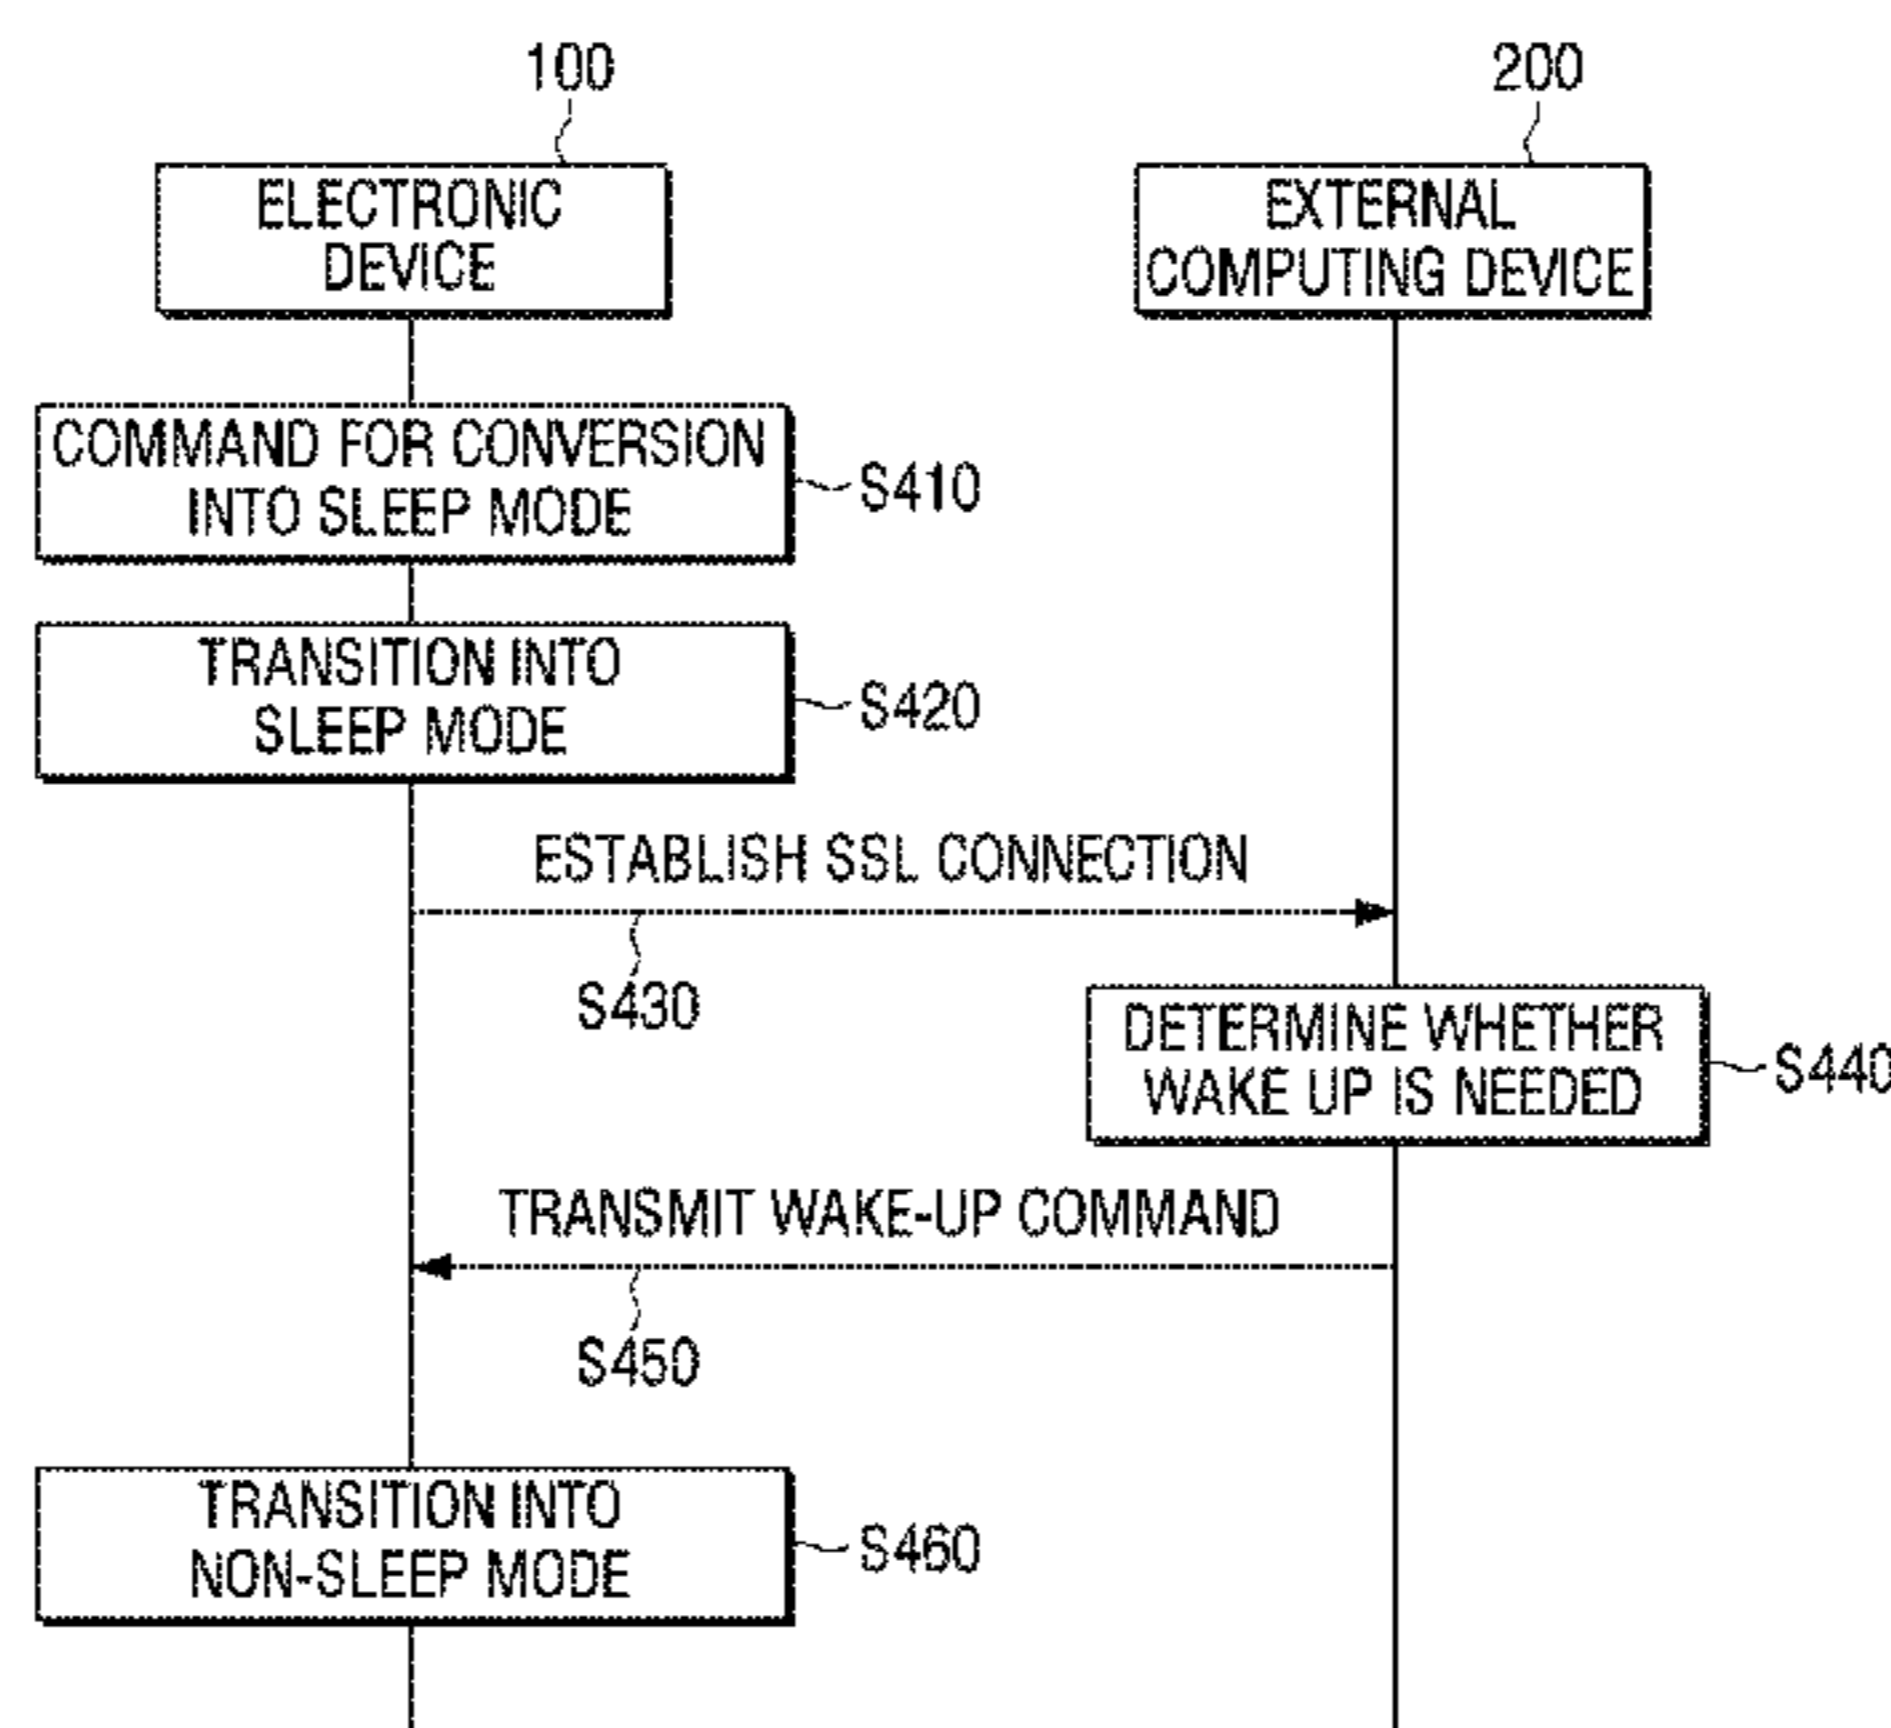 100
200
ELECTRONIC
DEVICE
EXTERNAL
COMPUTING DEVICE
COMMAND FOR CONVERSION
INTO SLEEP MODE
S410
TRANSITION INTO
SLEEP MODE
S420
ESTABLISH SSL CONNECTION
S430
DETERMINE WHETHER
WAKE UP IS NEEDED
S440
TRANSMIT WAKE-UP COMMAND
S450
TRANSITION INTO
NON-SLEEP MODE
S460